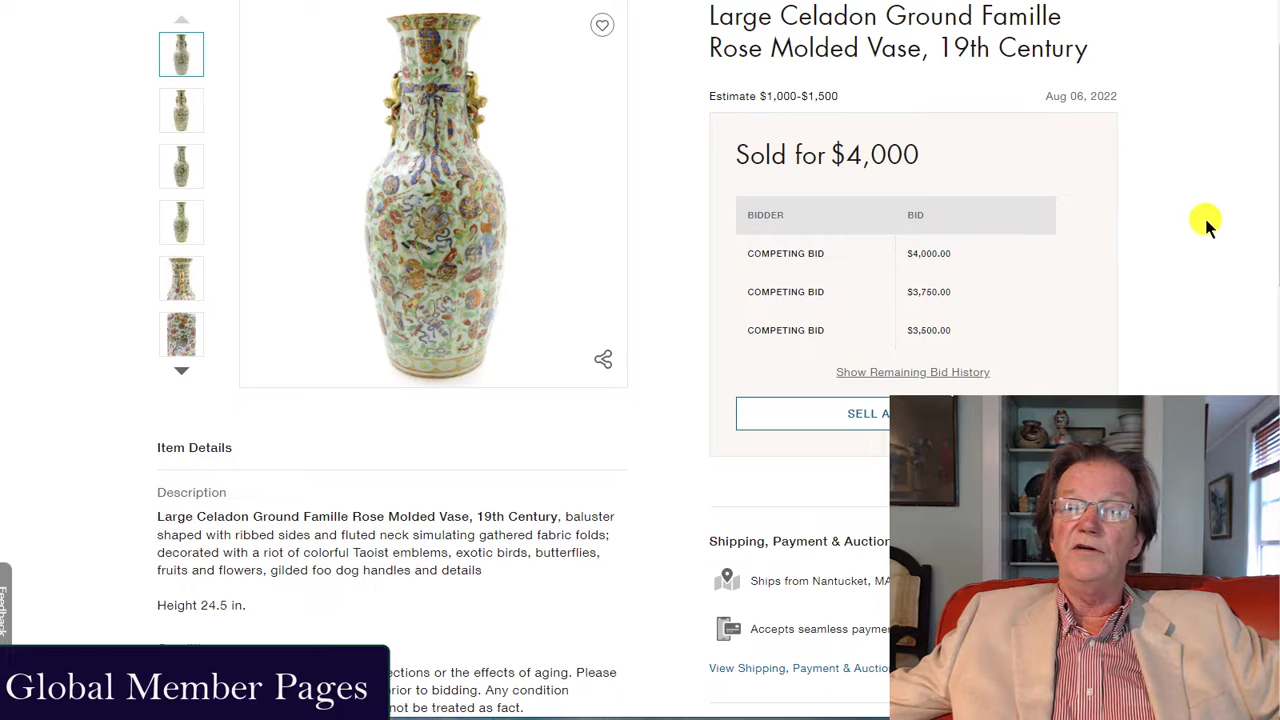 Large Celadon Ground Famille
Rose Molded Vase, 19th Century
Estimate $1,000-$1,500
Aug 06, 2022
Sold for $4,000
BIDDER
BID
COMPETING BID
$4,000.00
COMPETING BID
$3,750.00
COMPETING BID
$3,500.00
Show Remaining Bid History
SELL A
Item Details
Description
Large Celadon Ground Famille Rose Molded Vase, 19th Century, baluster
shaped with ribbed sides and fluted neck simulating gathered fabric folds;
decorated with a riot of colorful Taoist emblems, exotic birds, butterflies,
fruits and flowers, gilded foo dog handles and details
Height 24.5 in.
ections or the effects of aging. Please
rior to bidding. Any condition
not be treated as fact.
Shipping, Payment & Auction
Ships from Nantucket, MA
Accepts seamless payme
View Shipping, Payment & Auctio
Feedback
Global Member Pages